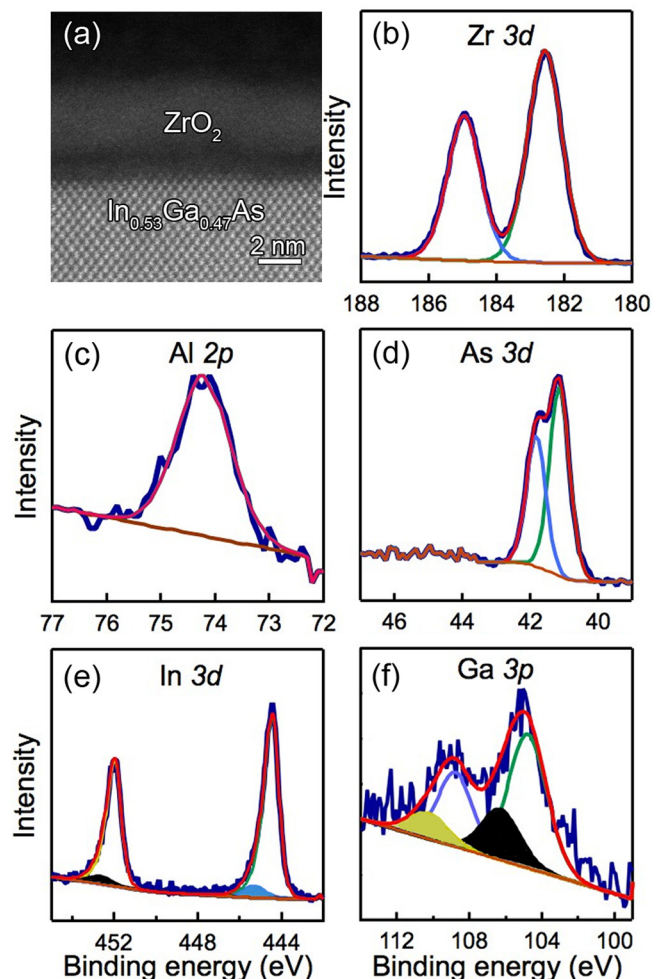 (a)
ZrO2
In0.53Ga0.47As
2 nm
(b) Zr 3d
Intensity
188 186 184 182 180
(c) Al 2p
Intensity
77 76 75 74 73 72
(d) As 3d
46 44 42 40
(e) In 3d
Intensity
452 448 444
Binding energy (eV)
(f) Ga 3p
112 108 104 100
Binding energy (eV)